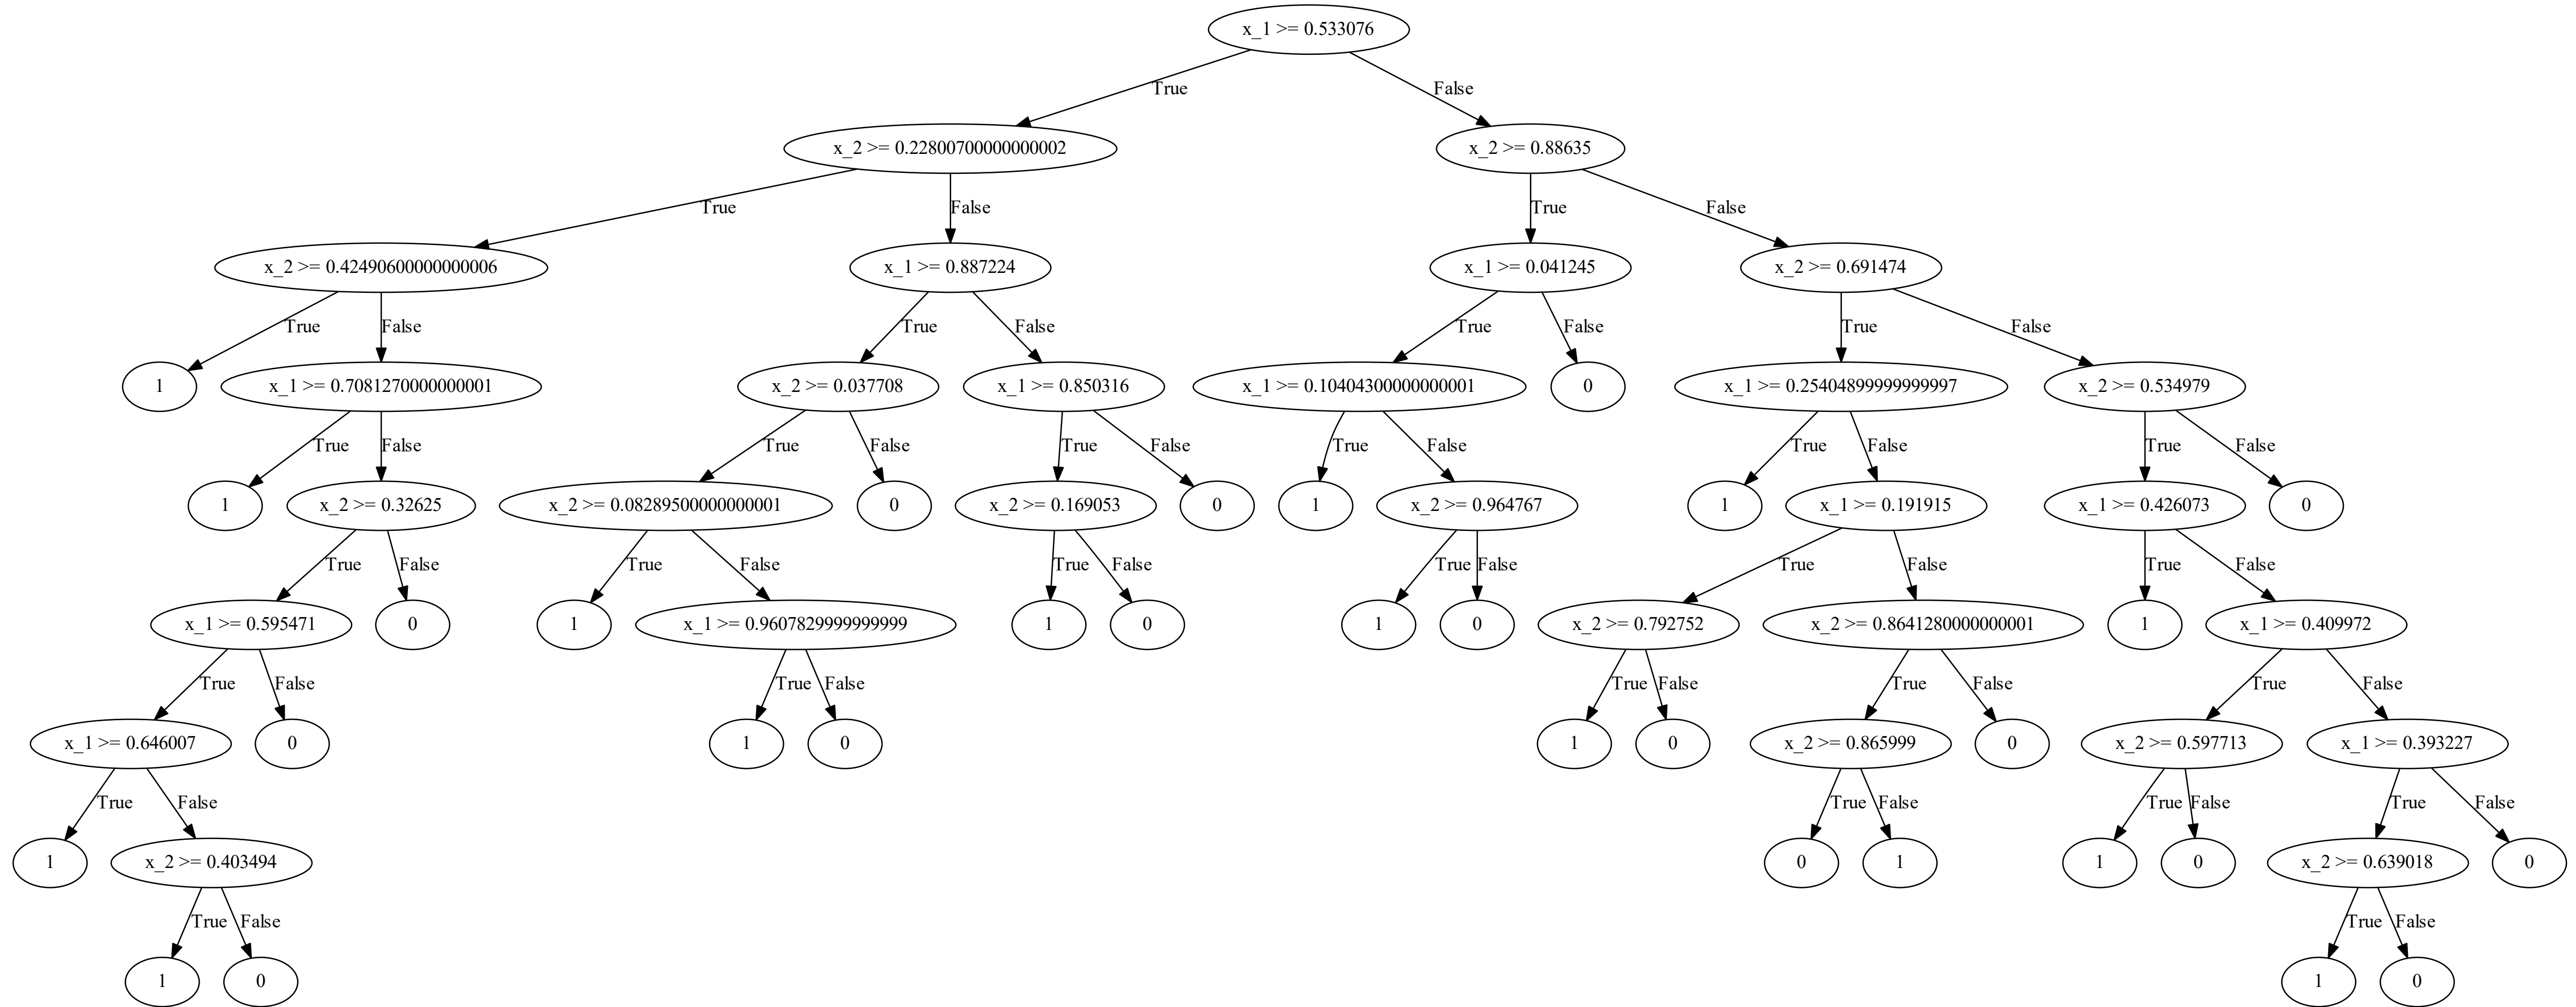 x_1 >= 0.533076
True False
x_2 >= 0.22800700000000002 x_2 >= 0.88635
True False True False
x_2 >= 0.42490600000000006 x_1 >= 0.887224 x_1 >= 0.041245 x_2 >= 0.691474
True False True False True False True False
1 x_1 >= 0.7081270000000001 x_2 >= 0.037708 x_1 >= 0.850316 x_1 >= 0.10404300000000001 0 x_1 >= 0.25404899999999997 x_2 >= 0.534979
True False True False True False True False True False True False
1 x_2 >= 0.32625 x_2 >= 0.08289500000000001 0 x_2 >= 0.169053 0 1 x_2 >= 0.964767 1 x_1 >= 0.191915 x_1 >= 0.426073 0
True False True False True False True False True False True False
x_1 >= 0.595471 0 1 x_1 >= 0.9607829999999999 1 0 1 0 x_2 >= 0.792752 x_2 >= 0.8641280000000001 1 x_1 >= 0.409972
True False True False True False True False True False
x_1 >= 0.646007 0 1 0 1 0 x_2 >= 0.865999 0 x_2 >= 0.597713 x_1 >= 0.393227
True False True False True False True False
1 x_2 >= 0.403494 0 1 1 0 x_2 >= 0.639018 0
True False True False
1 0 1 0